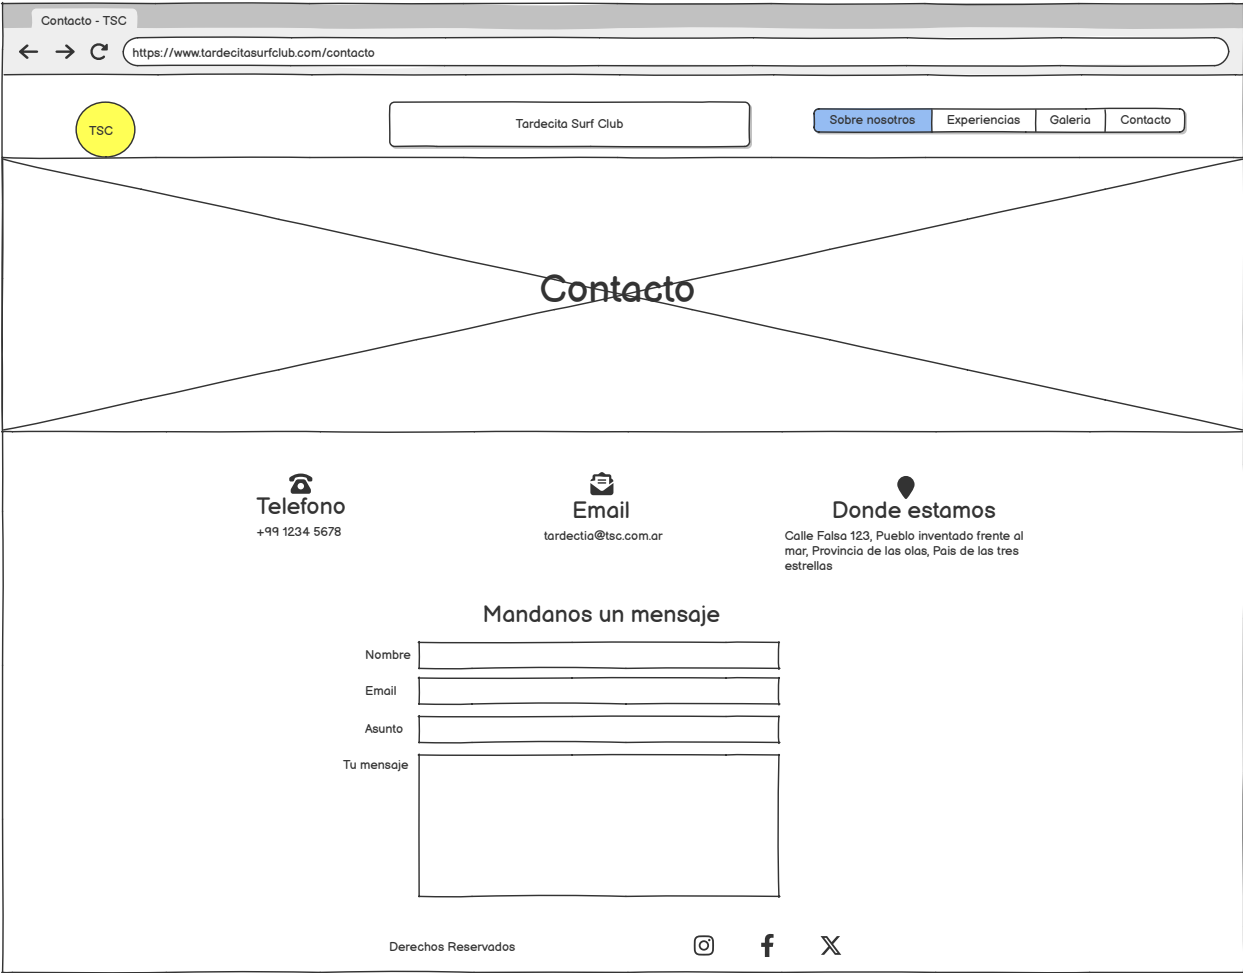 Contacto - TSC
https://www.tardecitasurfclub.com/contacto
TSC
Tardecita Surf Club
Sobre nosotros Experiencias Galeria Contacto
Contacto
Telefono
+99 1234 5678
Email
tardectia@tsc.com.ar
Donde estamos
Calle Falsa 123, Pueblo inventado frente al
mar, Provincia de las olas, Pais de las tres
estrellas
Mandanos un mensaje
Nombre
Email
Asunto
Tu mensaje
Derechos Reservados